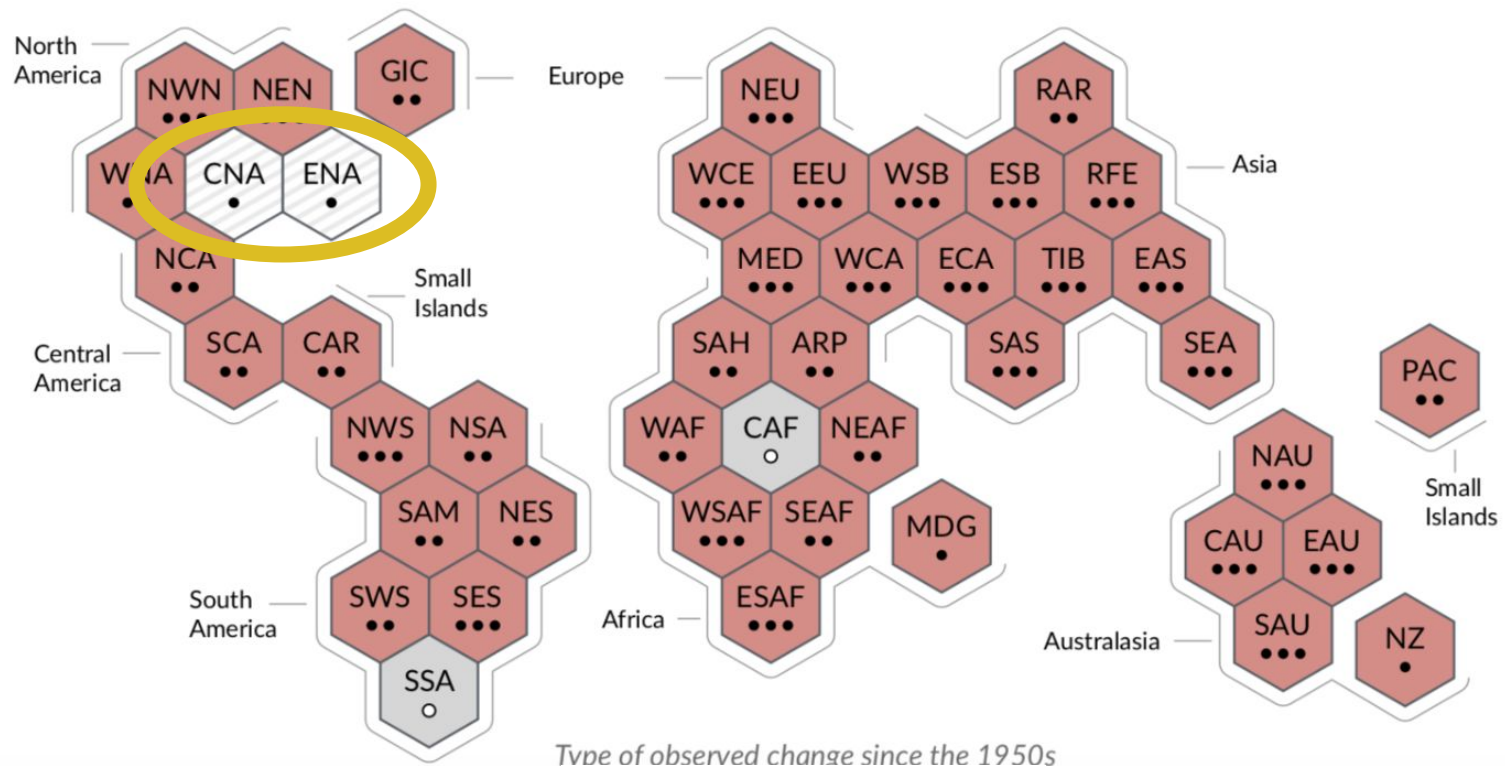 North
America
NWN
NEN
GIC
Europe
NEU
RAR
WNA
CNA
ENA
WCE
EEU
WSB
ESB
RFE
Asia
NCA
Small
Islands
MED
WCA
ECA
TIB
EAS
Central
America
SCA
CAR
SAH
ARP
SAS
SEA
PAC
NWS
NSA
WAF
CAF
NEAF
NAU
Small
Islands
SAM
NES
WSAF
SEAF
MDG
CAU
EAU
South
America
SWS
SES
Africa
ESAF
Australasia
SAU
NZ
SSA
Type of observed change since the 1950s